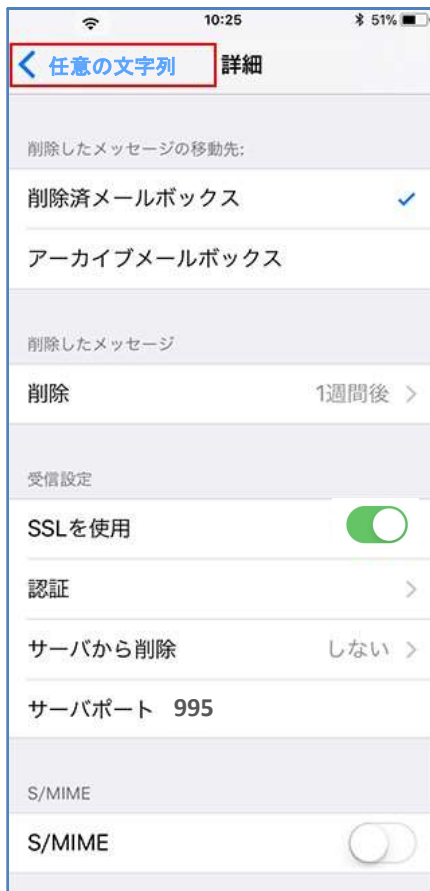 10:25 51%
任意の文字列 詳細
削除したメッセージの移動先:
削除済メールボックス
アーカイブメールボックス
削除したメッセージ
削除 1週間後
受信設定
SSLを使用
認証
サーバから削除 しない
サーバポート 995
S/MIME
S/MIME